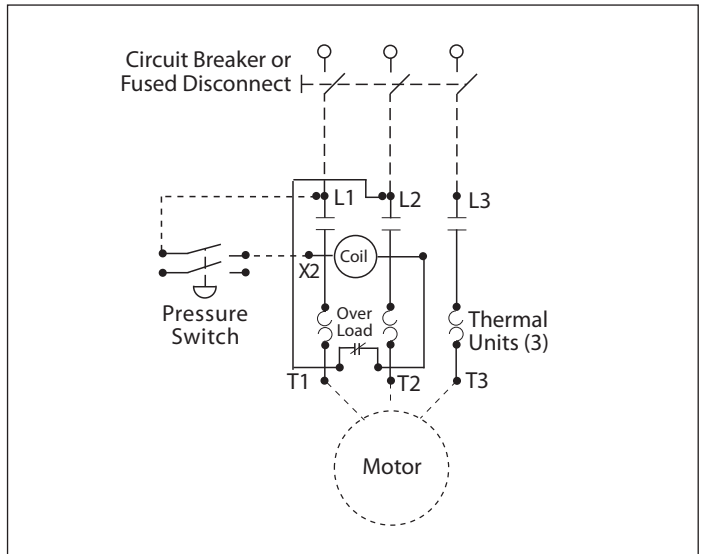 Circuit Breaker or
Fused Disconnect
L1
L2
L3
X2
Coil
Pressure
Switch
Over
Load
Thermal
Units (3)
T1
T2
T3
Motor